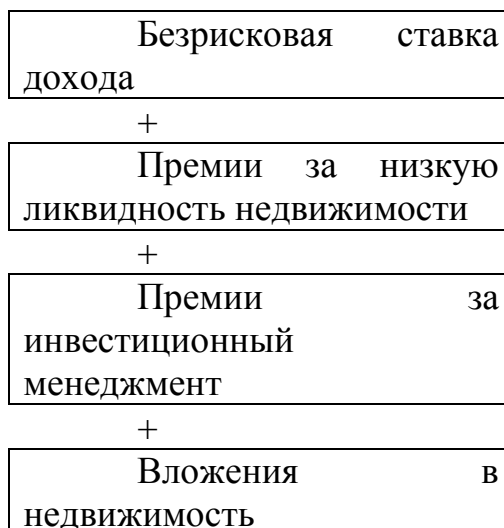 Безрисковая ставка
дохода
+
Премии за низкую
ликвидность недвижимости
+
Премии за
инвестиционный
менеджмент
+
Вложения в
недвижимость